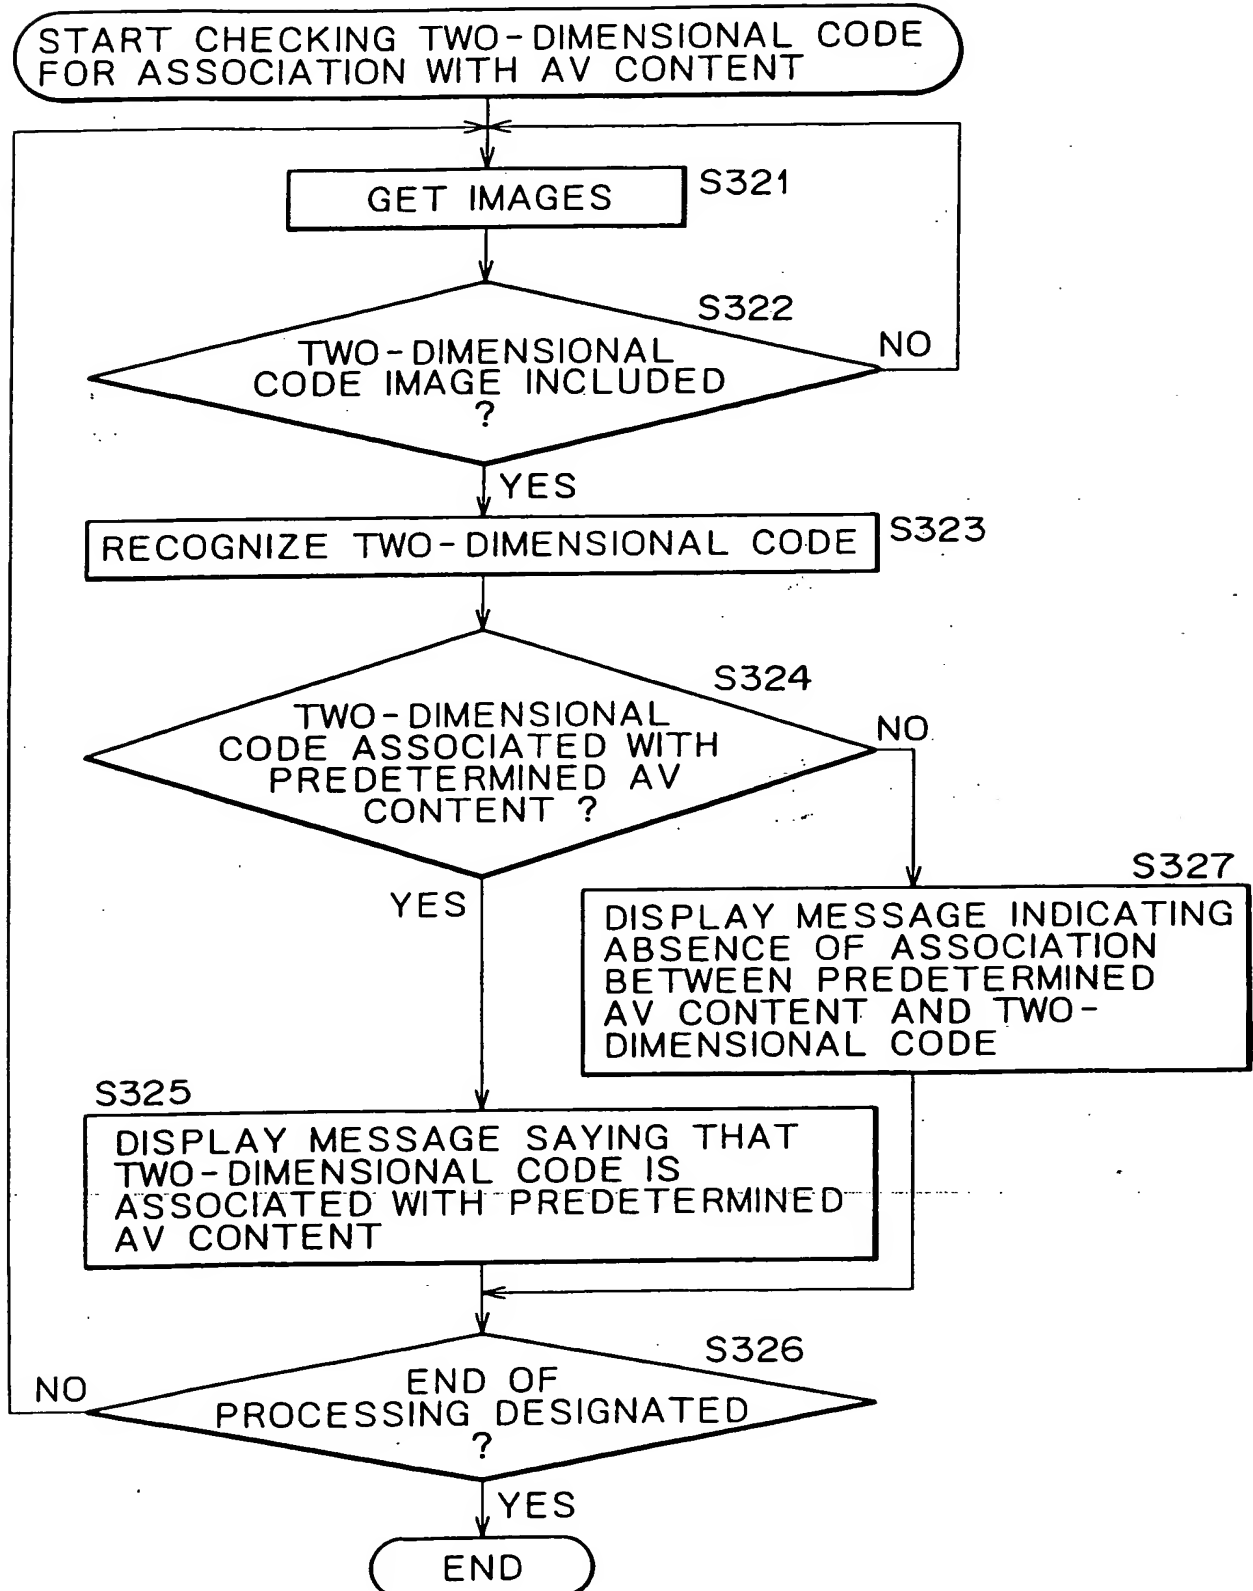 START CHECKING TWO-DIMENSIONAL CODE
FOR ASSOCIATION WITH AV CONTENT
GET IMAGES
S321
S322
TWO-DIMENSIONAL
CODE IMAGE INCLUDED
?
NO
YES
RECOGNIZE TWO-DIMENSIONAL CODE
S323
S324
TWO-DIMENSIONAL
CODE ASSOCIATED WITH
PREDETERMINED AV
CONTENT ?
NO
YES
S327
DISPLAY MESSAGE INDICATING
ABSENCE OF ASSOCIATION
BETWEEN PREDETERMINED
AV CONTENT AND TWO-
DIMENSIONAL CODE
S325
DISPLAY MESSAGE SAYING THAT
TWO-DIMENSIONAL CODE IS
ASSOCIATED WITH PREDETERMINED
AV CONTENT
S326
END OF
PROCESSING DESIGNATED
?
NO
YES
END